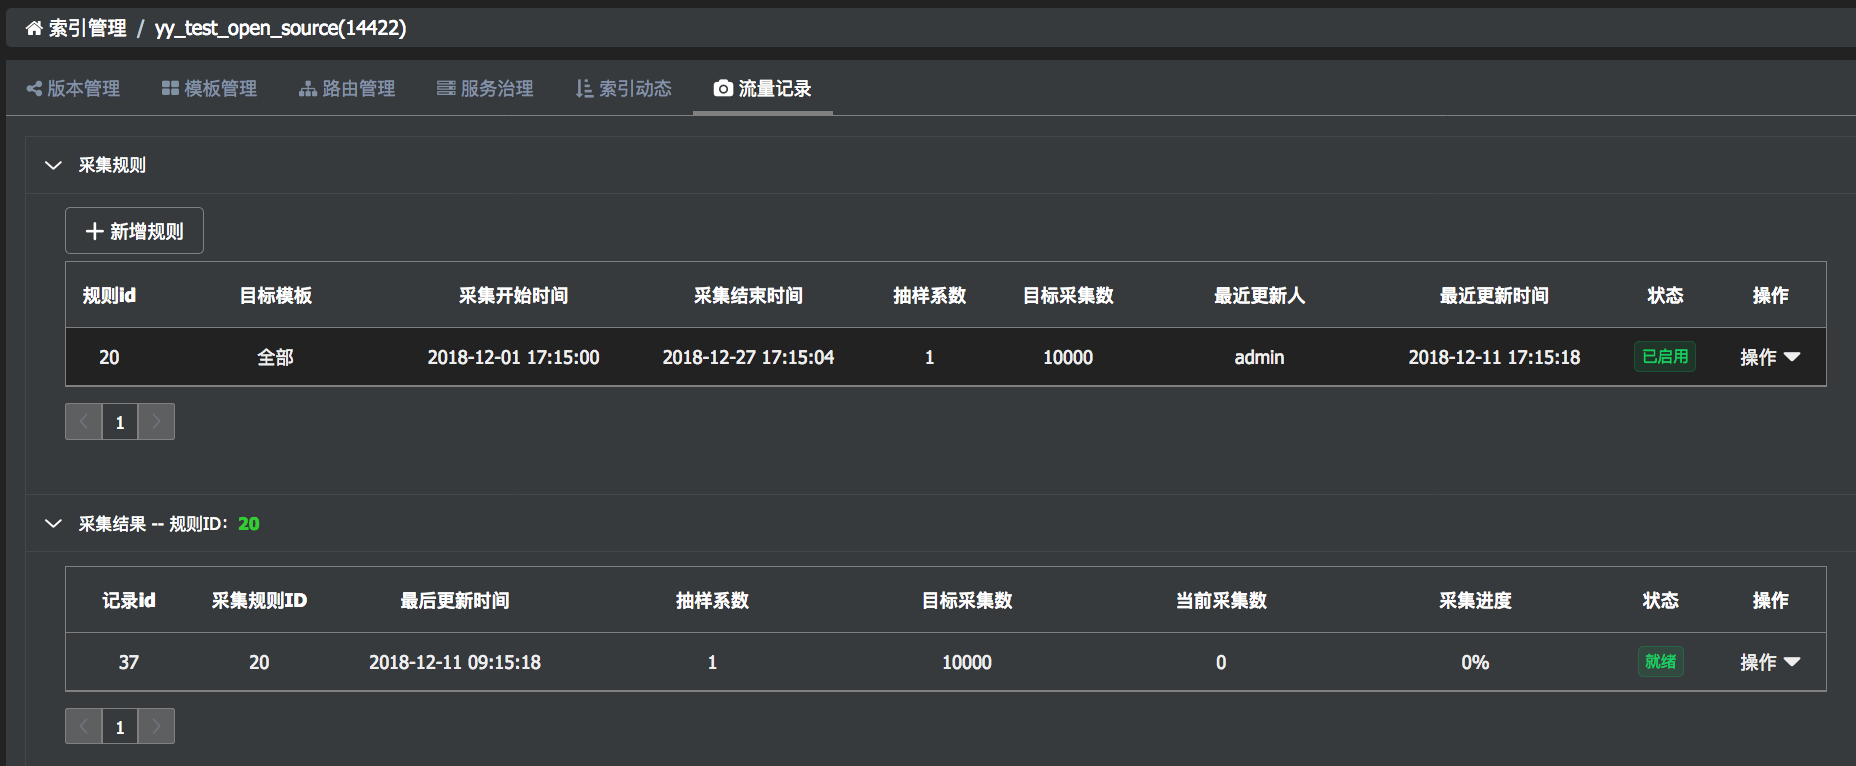 索引管理 / yy_test_open_source(14422)
版本管理 模板管理 路由管理 服务治理 索引动态 流量记录
采集规则
新增规则
规则id 目标模板 采集开始时间 采集结束时间 抽样系数 目标采集数 最近更新人 最近更新时间 状态 操作
20 全部 2018-12-01 17:15:00 2018-12-27 17:15:04 1 10000 admin 2018-12-11 17:15:18 已启用 操作
1
采集结果 -- 规则ID: 20
记录id 采集规则ID 最后更新时间 抽样系数 目标采集数 当前采集数 采集进度 状态 操作
37 20 2018-12-11 09:15:18 1 10000 0 0% 就绪 操作
1